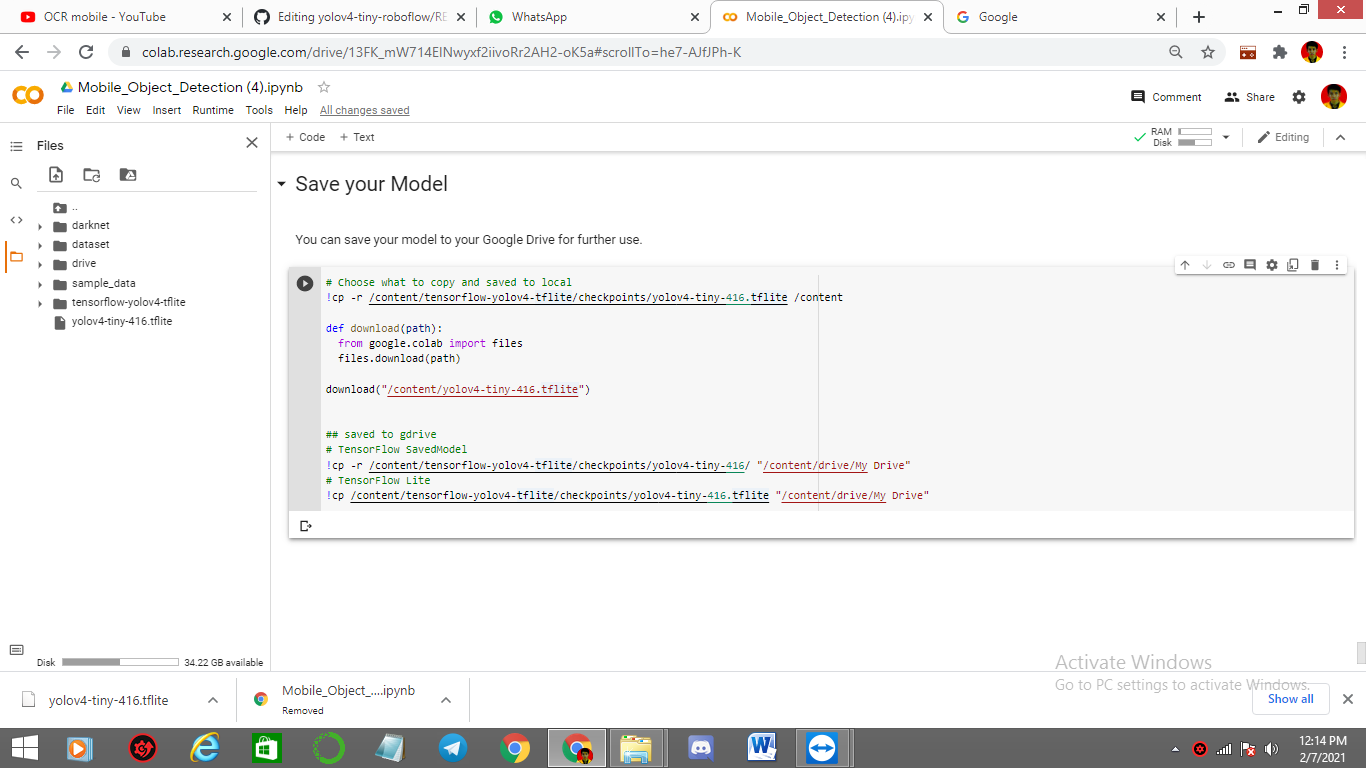 OCR mobile - YouTube
Editing yolov4-tiny-roboflow/RE
WhatsApp
Mobile_Object_Detection (4).ipy
Google
colab.research.google.com/drive/13FK_mW714ElNwyxf2iivoRr2AH2-oK5a#scrollTo=he7-AJfJPh-K
Mobile_Object_Detection (4).ipynb
File Edit View Insert Runtime Tools Help All changes saved
Comment Share
Files
+ Code + Text
RAM
Disk
Editing
..
darknet
dataset
drive
sample_data
tensorflow-yolov4-tflite
yolov4-tiny-416.tflite
Save your Model
You can save your model to your Google Drive for further use.
# Choose what to copy and saved to local
!cp -r /content/tensorflow-yolov4-tflite/checkpoints/yolov4-tiny-416.tflite /content
def download(path):
from google.colab import files
files.download(path)
download("/content/yolov4-tiny-416.tflite")
## saved to gdrive
# TensorFlow SavedModel
!cp -r /content/tensorflow-yolov4-tflite/checkpoints/yolov4-tiny-416/ "/content/drive/My Drive"
# TensorFlow Lite
!cp /content/tensorflow-yolov4-tflite/checkpoints/yolov4-tiny-416.tflite "/content/drive/My Drive"
Disk 34.22 GB available
Activate Windows
Go to PC settings to activate Windows.
yolov4-tiny-416.tflite
Mobile_Object_....ipynb
Removed
Show all
12:14 PM
2/7/2021